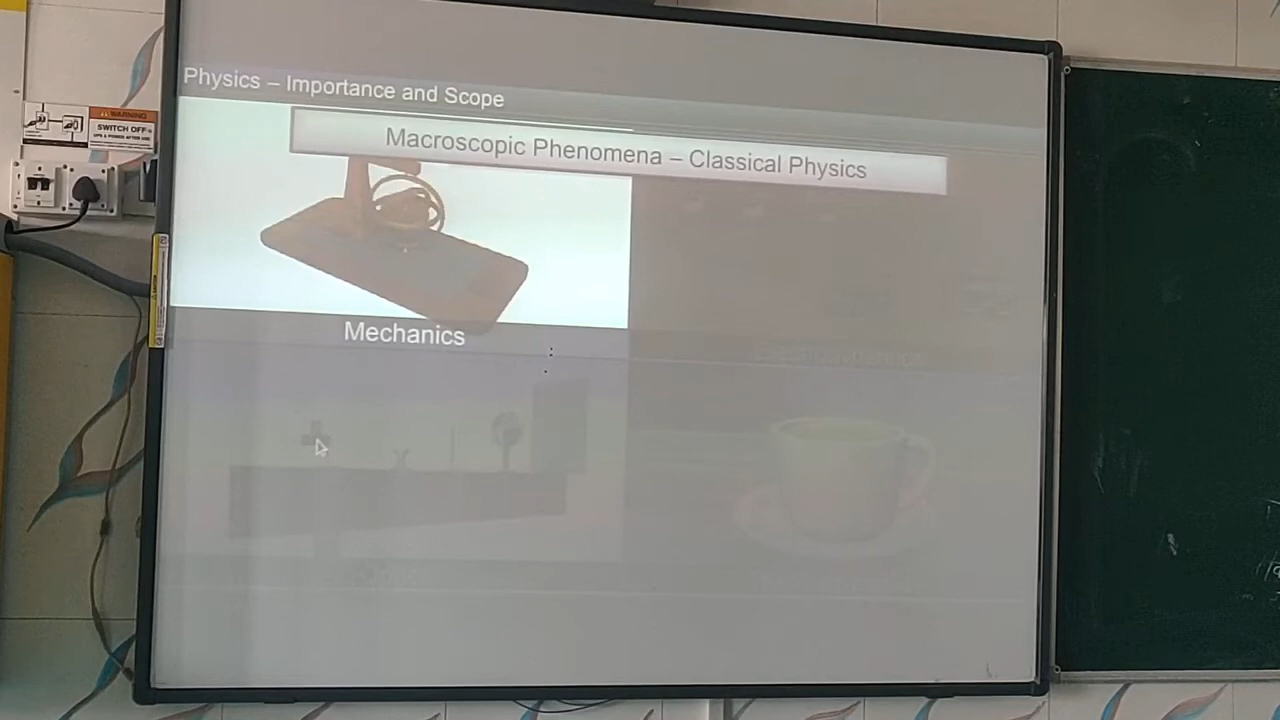 Physics – Importance and Scope
Macroscopic Phenomena – Classical Physics
Mechanics
WARNING
SWITCH OFF